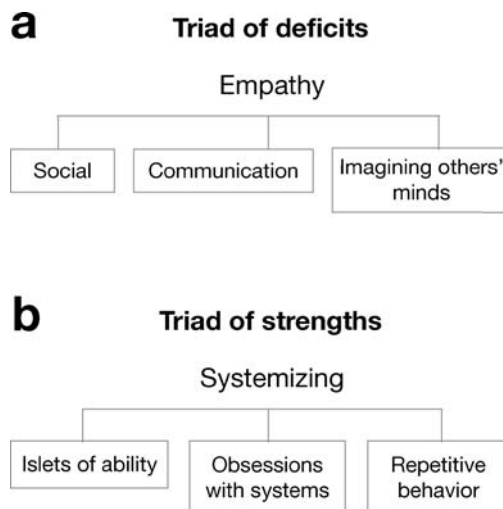 a
Triad of deficits
Empathy
Social
Communication
Imagining others'
minds
b
Triad of strengths
Systemizing
Islets of ability
Obsessions
with systems
Repetitive
behavior